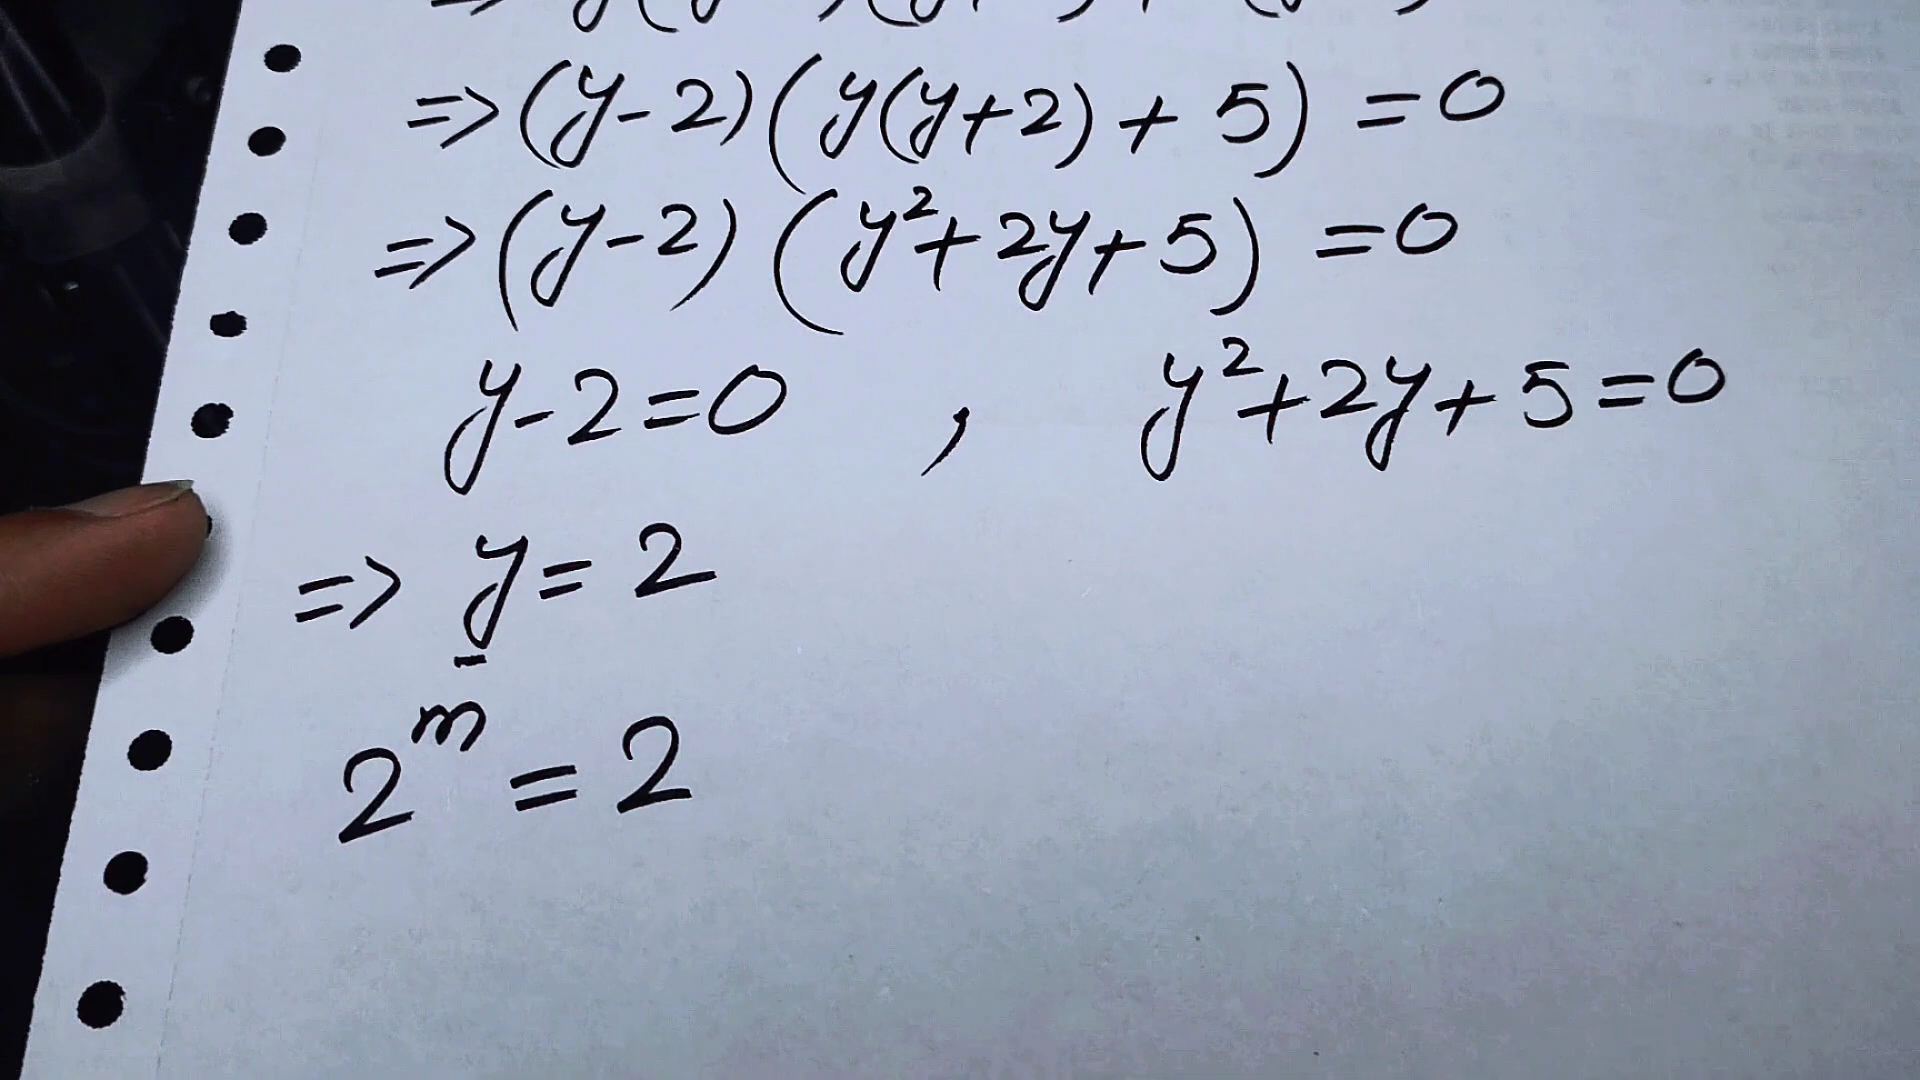 => (y-2)(y(y+2) + 5) = 0
=> (y-2) (y²+2y+5) = 0
y-2=0 , y²+2y+5=0
=> y = 2
2^m = 2